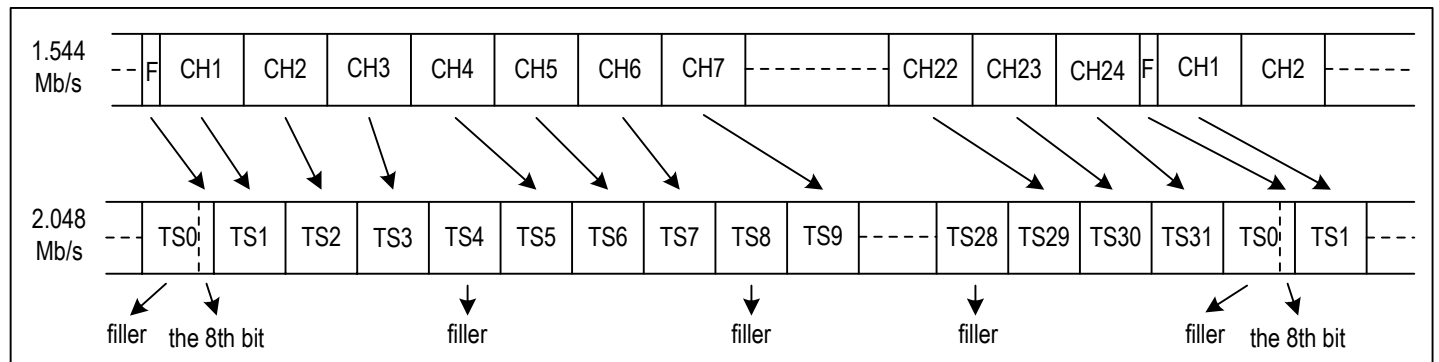 1.544
Mb/s
F CH1 CH2 CH3 CH4 CH5 CH6 CH7 CH22 CH23 CH24 F CH1 CH2
2.048
Mb/s
TS0 TS1 TS2 TS3 TS4 TS5 TS6 TS7 TS8 TS9 TS28 TS29 TS30 TS31 TS0 TS1
filler the 8th bit filler filler filler filler the 8th bit